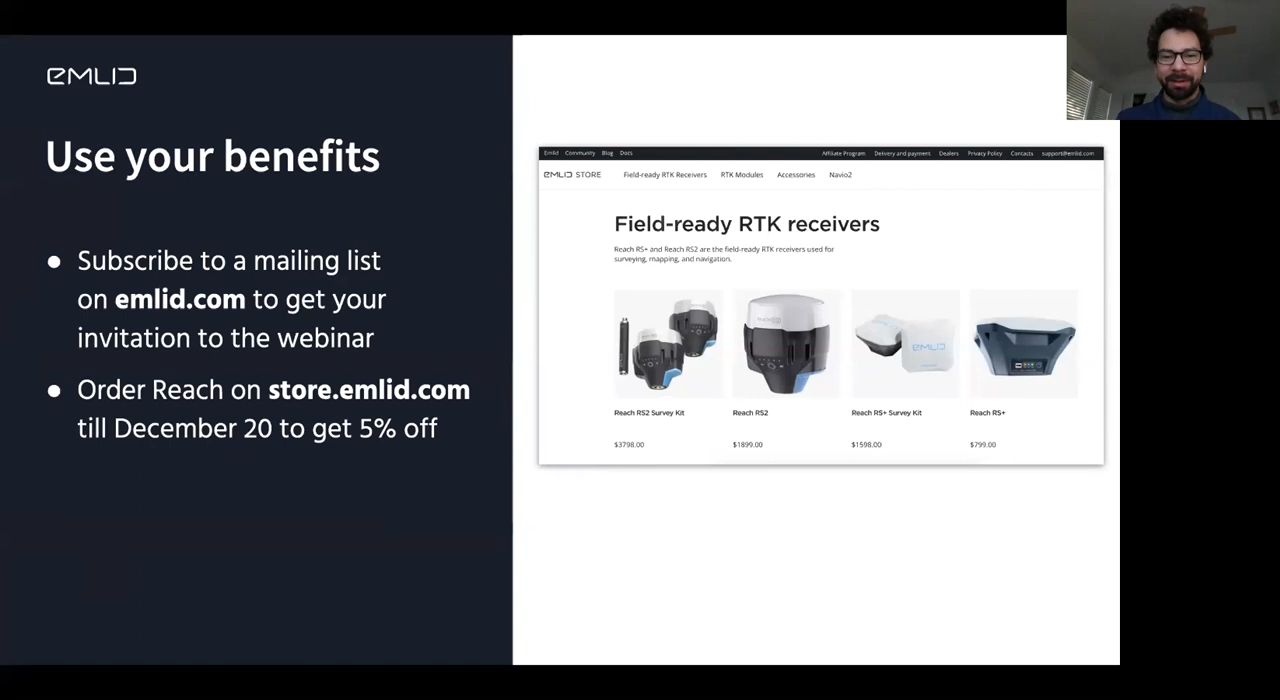 EMLID
Use your benefits
● Subscribe to a mailing list
on emlid.com to get your
invitation to the webinar
● Order Reach on store.emlid.com
till December 20 to get 5% off
Emlid Community Blog Docs Affiliate Program Delivery and payment Dealers Privacy Policy Contacts support@emlid.com
EMLID STORE Field-ready RTK Receivers RTK Modules Accessories Navio2
Field-ready RTK receivers
Reach RS+ and Reach RS2 are the field-ready RTK receivers used for
surveying, mapping, and navigation.
EMLID
Reach RS2 Survey Kit Reach RS2 Reach RS+ Survey Kit Reach RS+
$3798.00 $1899.00 $1598.00 $799.00